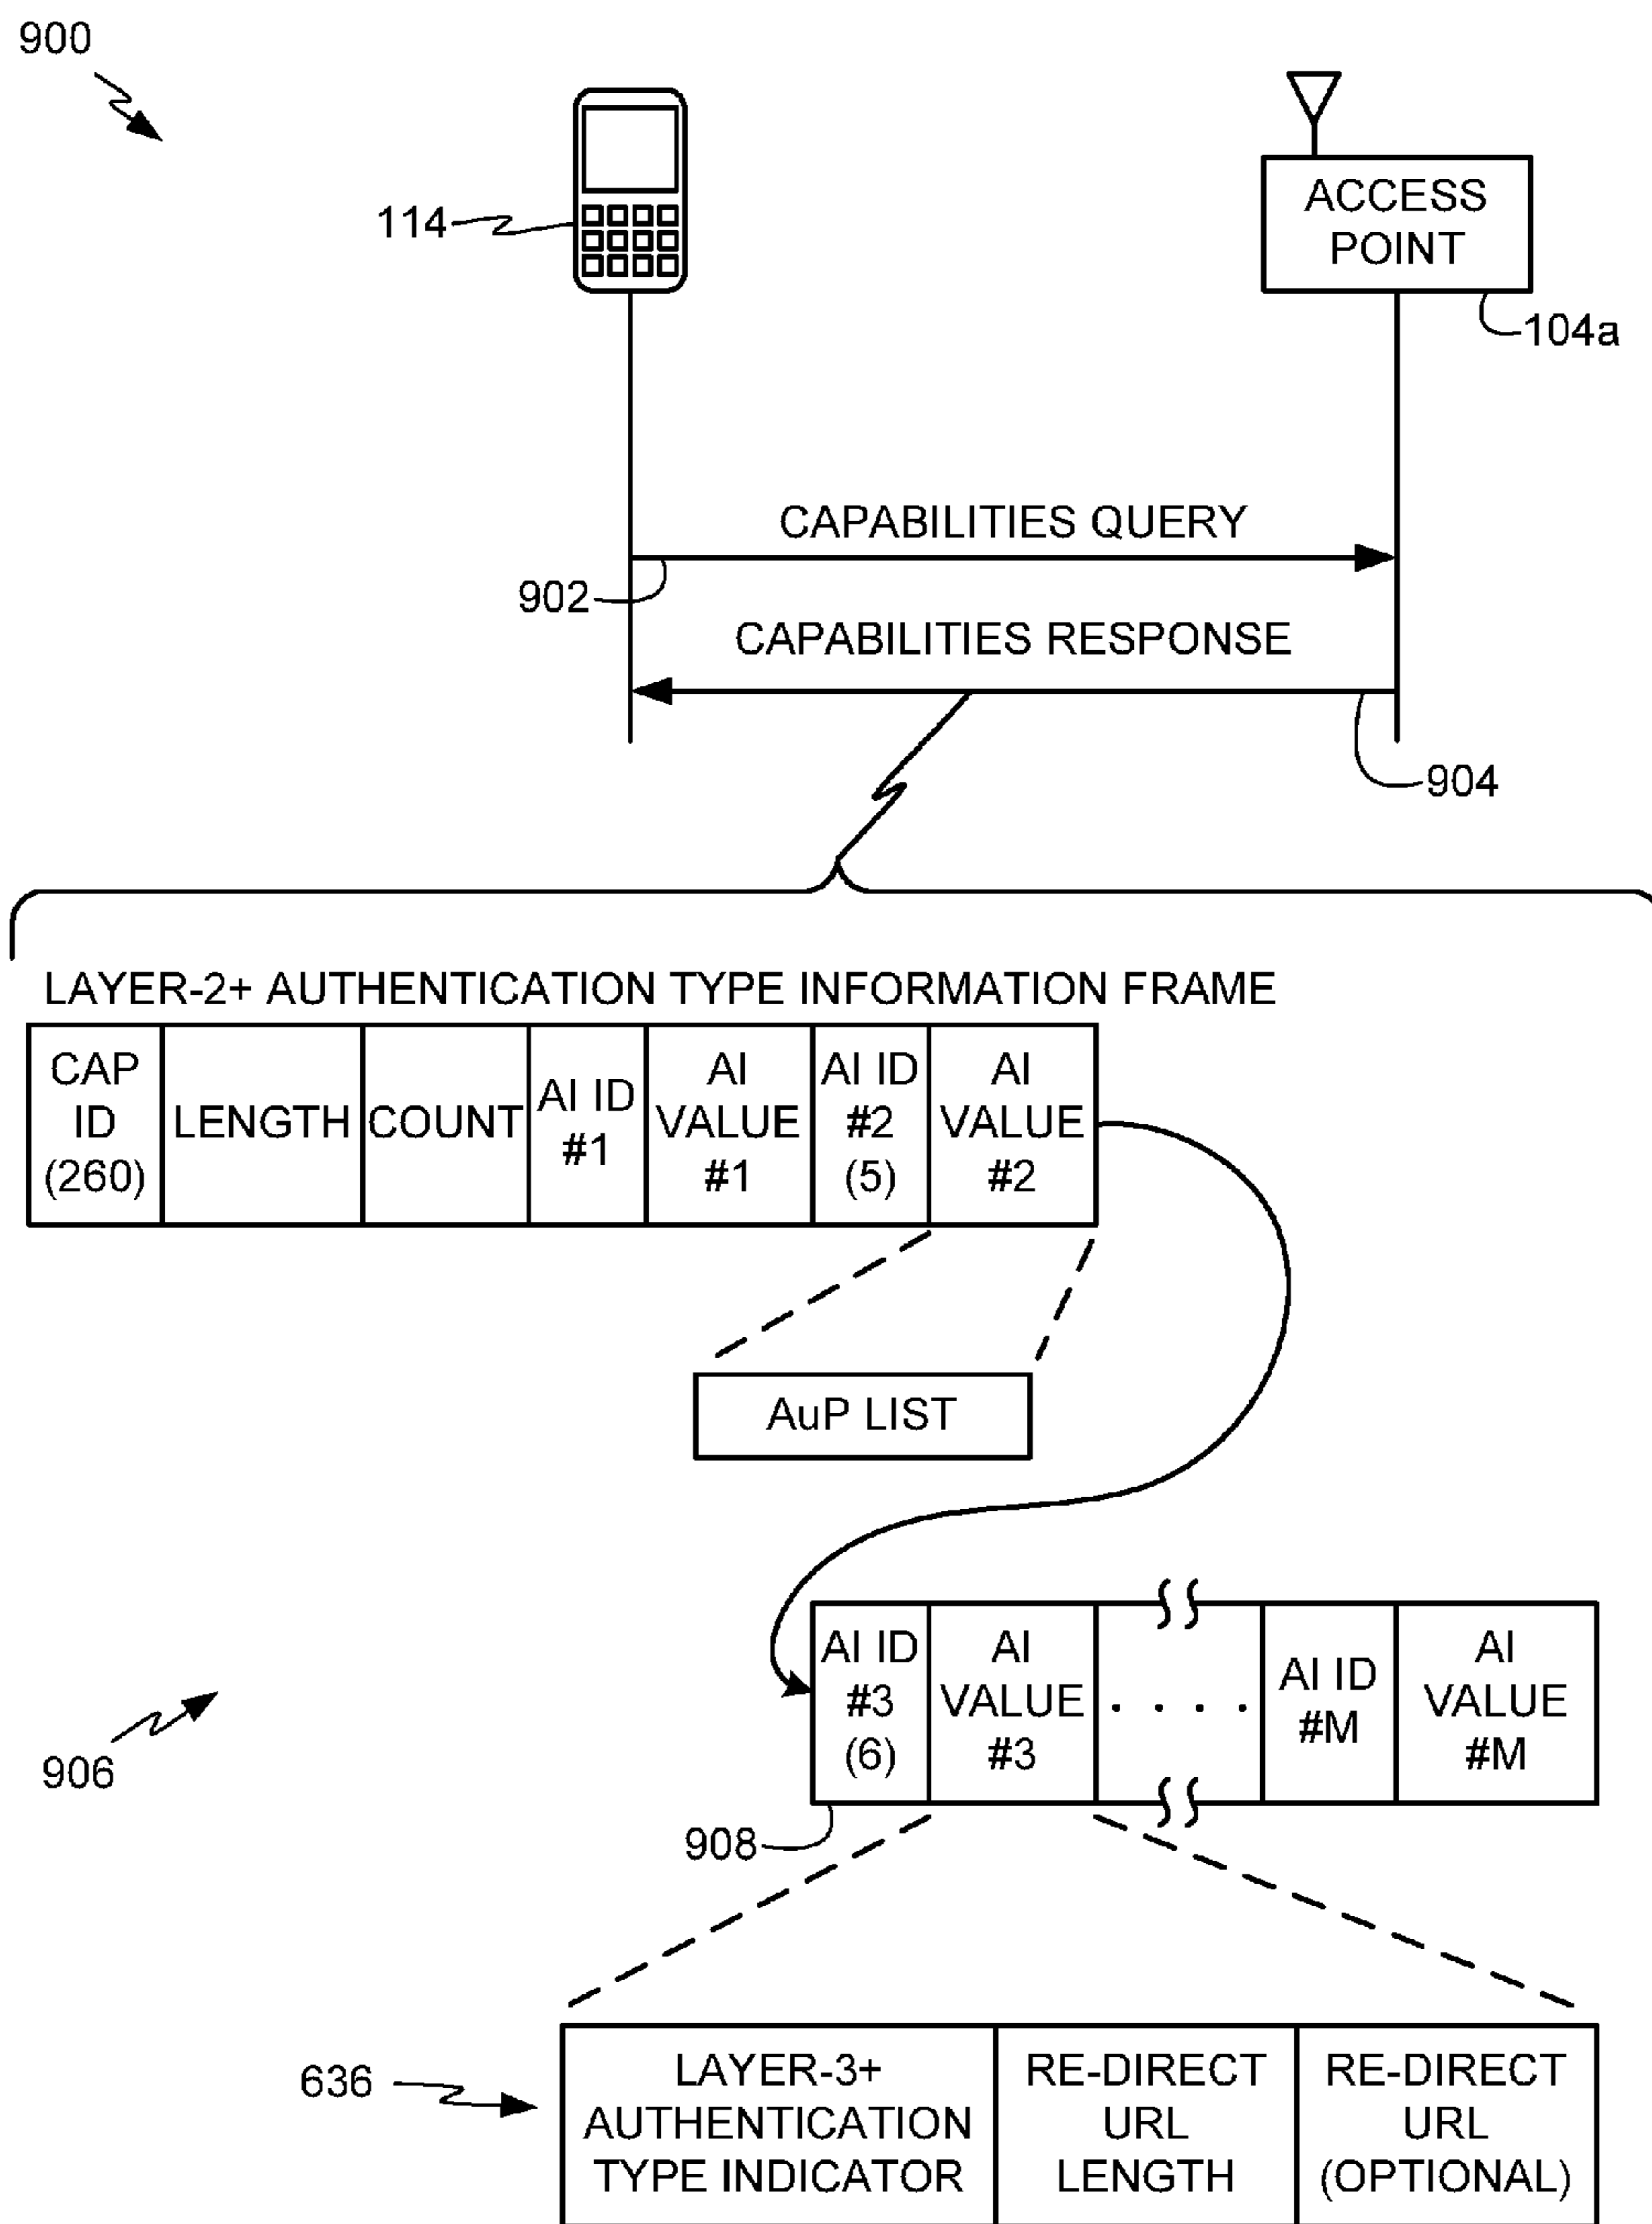 900
114
ACCESS
POINT
104a
CAPABILITIES QUERY
902
CAPABILITIES RESPONSE
904
LAYER-2+ AUTHENTICATION TYPE INFORMATION FRAME
CAP
ID
(260)
LENGTH
COUNT
AI ID
#1
AI
VALUE
#1
AI ID
#2
(5)
AI
VALUE
#2
AuP LIST
AI ID
#3
(6)
AI
VALUE
#3
. . . .
AI ID
#M
AI
VALUE
#M
906
908
636
LAYER-3+
AUTHENTICATION
TYPE INDICATOR
RE-DIRECT
URL
LENGTH
RE-DIRECT
URL
(OPTIONAL)